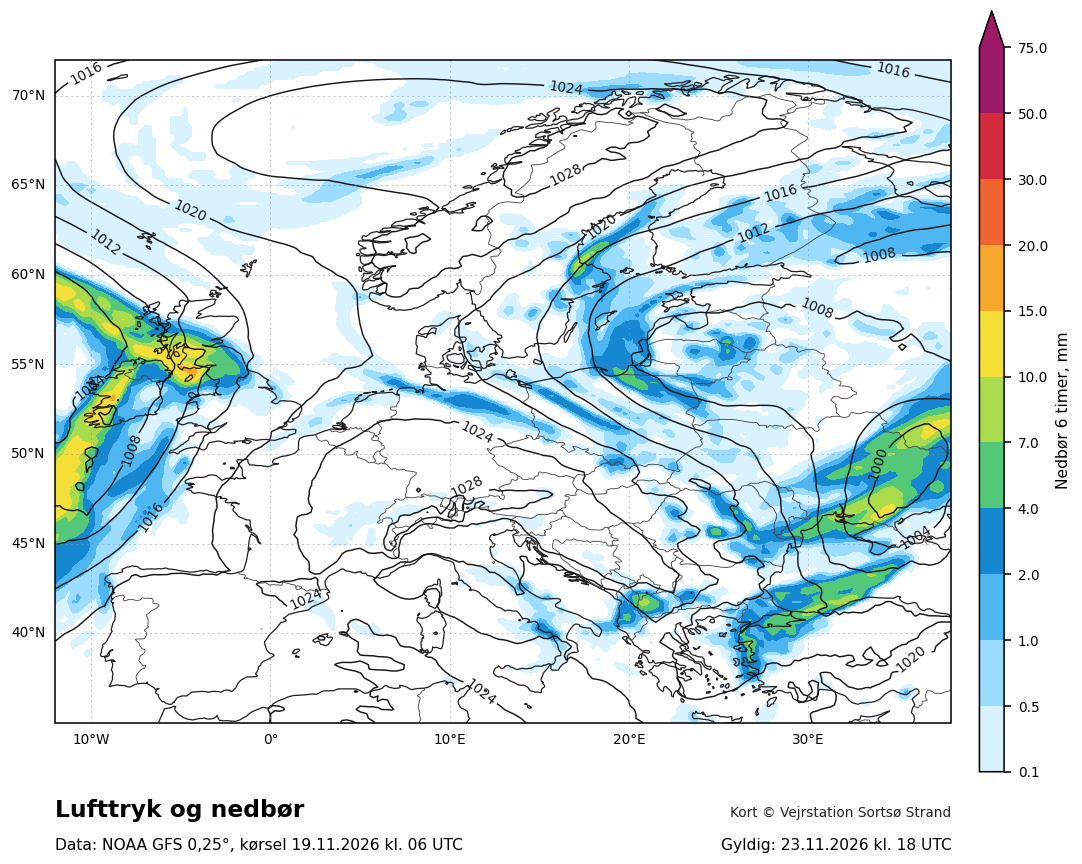 75.0
50.0
30.0
20.0
15.0
10.0
7.0
4.0
2.0
1.0
0.5
0.1
Nedbør 6 timer, mm
70°N
65°N
60°N
55°N
50°N
45°N
40°N
10°W
0°
10°E
20°E
30°E
1016
1024
1016
1028
1016
1020
1020
1012
1012
1008
1008
1004
1024
1008
1000
1028
1016
1004
1024
1020
1024
Lufttryk og nedbør
Kort © Vejrstation Sortsø Strand
Data: NOAA GFS 0,25°, kørsel 19.11.2026 kl. 06 UTC
Gyldig: 23.11.2026 kl. 18 UTC